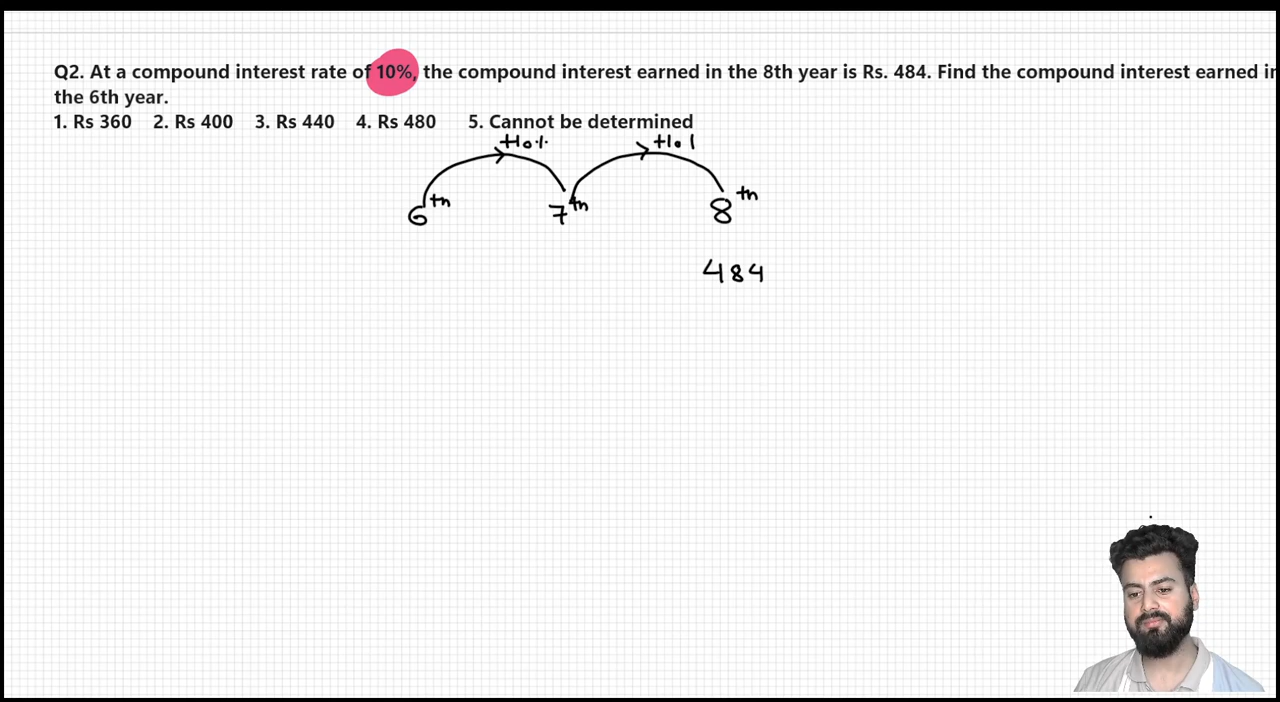 Q2. At a compound interest rate of 10%, the compound interest earned in the 8th year is Rs. 484. Find the compound interest earned in
the 6th year.
1. Rs 360 2. Rs 400 3. Rs 440 4. Rs 480 5. Cannot be determined
+10% +10%
6th 7th 8th
484